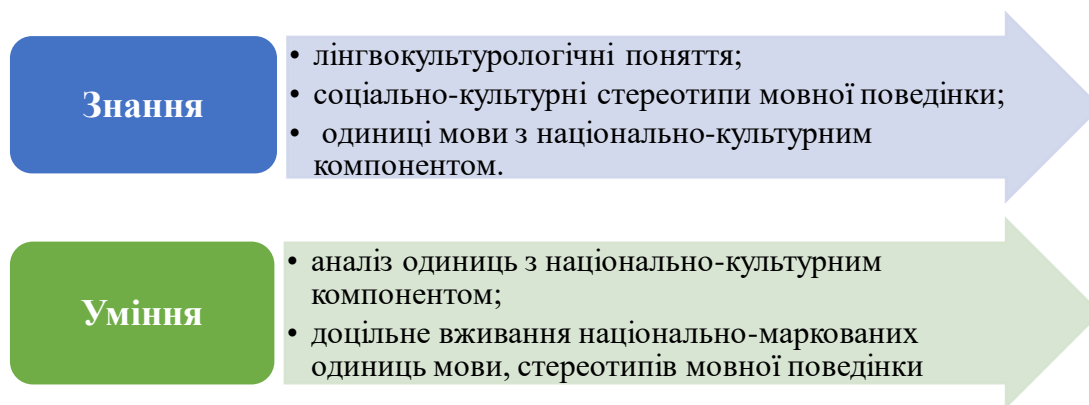 Знання
• лінгвокультурологічні поняття;
• соціально-культурні стереотипи мовної поведінки;
• одиниці мови з національно-культурним
компонентом.
Уміння
• аналіз одиниць з національно-культурним
компонентом;
• доцільне вживання національно-маркованих
одиниць мови, стереотипів мовної поведінки